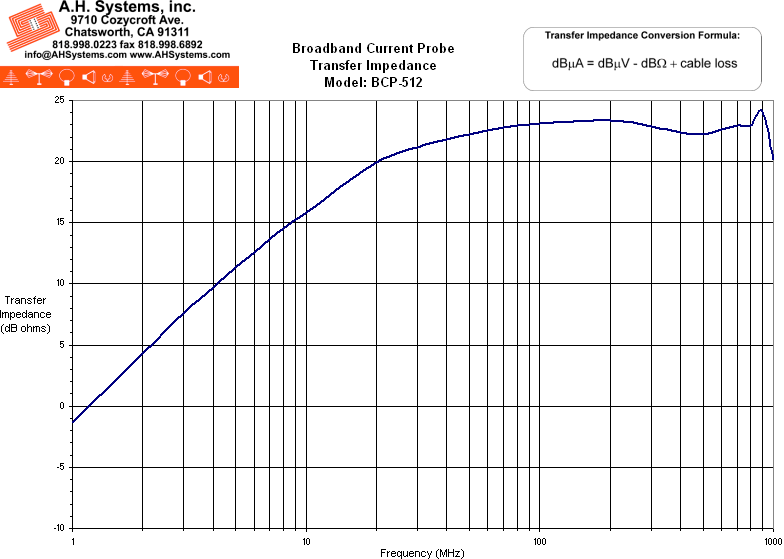 A.H. Systems, inc.
9710 Cozycroft Ave.
Chatsworth, CA 91311
818.998.0223 fax 818.998.6892
info@AHSystems.com www.AHSystems.com
Broadband Current Probe
Transfer Impedance
Model: BCP-512
Transfer Impedance Conversion Formula:
dBµA = dBµV - dBΩ + cable loss
25
20
15
10
5
0
-5
-10
Transfer
Impedance
(dB ohms)
1
10
100
1000
Frequency (MHz)